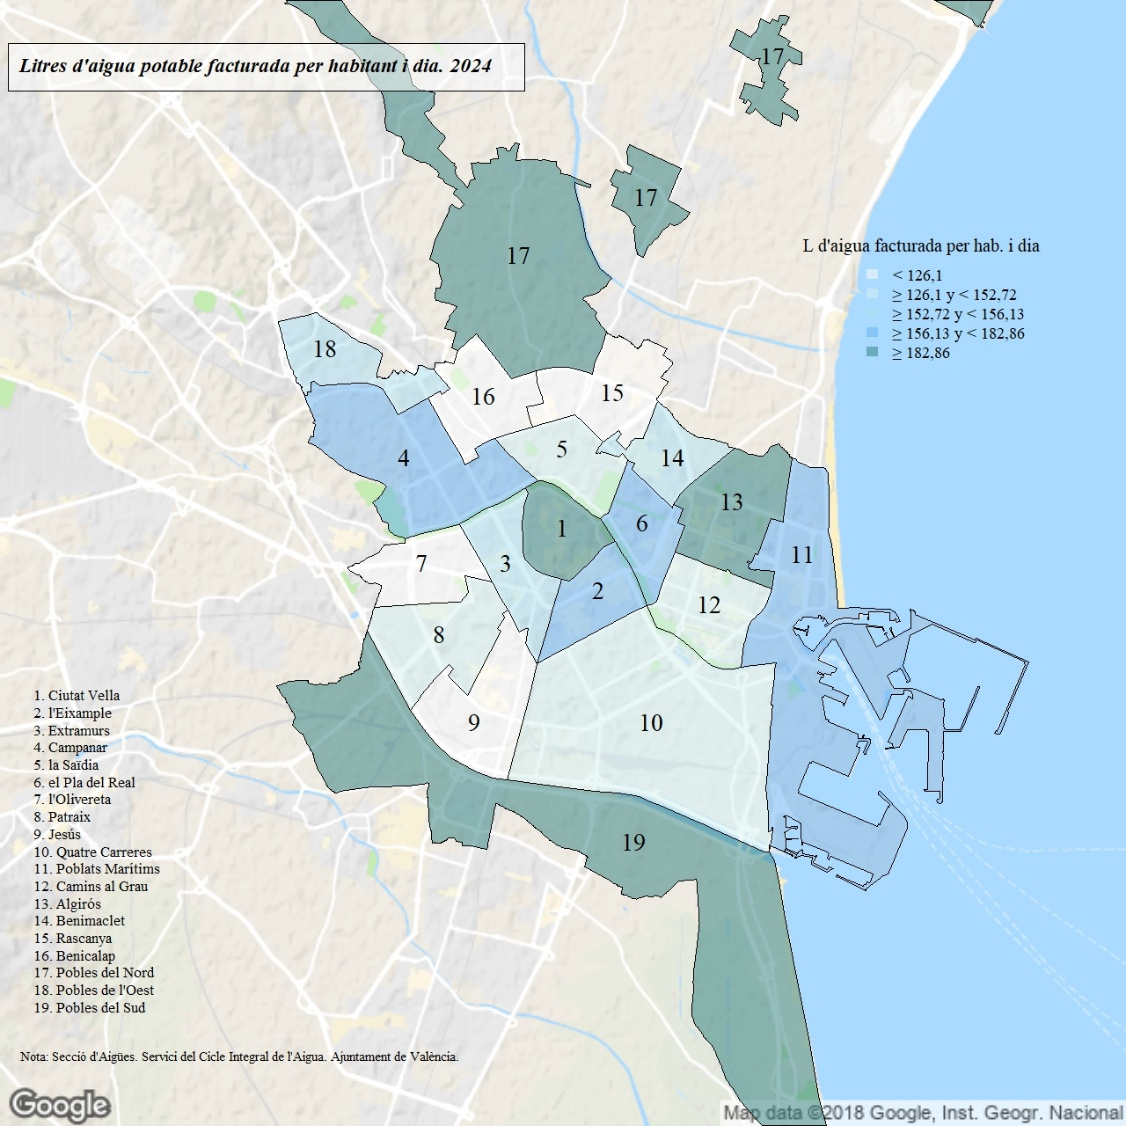 Litres d'aigua potable facturada per habitant i dia. 2024
17
17
17
L d'aigua facturada per hab. i dia
< 126,1
≥ 126,1 y < 152,72
≥ 152,72 y < 156,13
≥ 156,13 y < 182,86
≥ 182,86
18
16
15
4
5
14
13
1
6
11
7
3
2
12
8
9
10
19
1. Ciutat Vella
2. l'Eixample
3. Extramurs
4. Campanar
5. la Saïdia
6. el Pla del Real
7. l'Olivereta
8. Patraix
9. Jesús
10. Quatre Carreres
11. Poblats Marítims
12. Camins al Grau
13. Algirós
14. Benimaclet
15. Rascanya
16. Benicalap
17. Pobles del Nord
18. Pobles de l'Oest
19. Pobles del Sud
Nota: Secció d'Aigües. Servici del Cicle Integral de l'Aigua. Ajuntament de València.
Google
Map data ©2018 Google, Inst. Geogr. Nacional